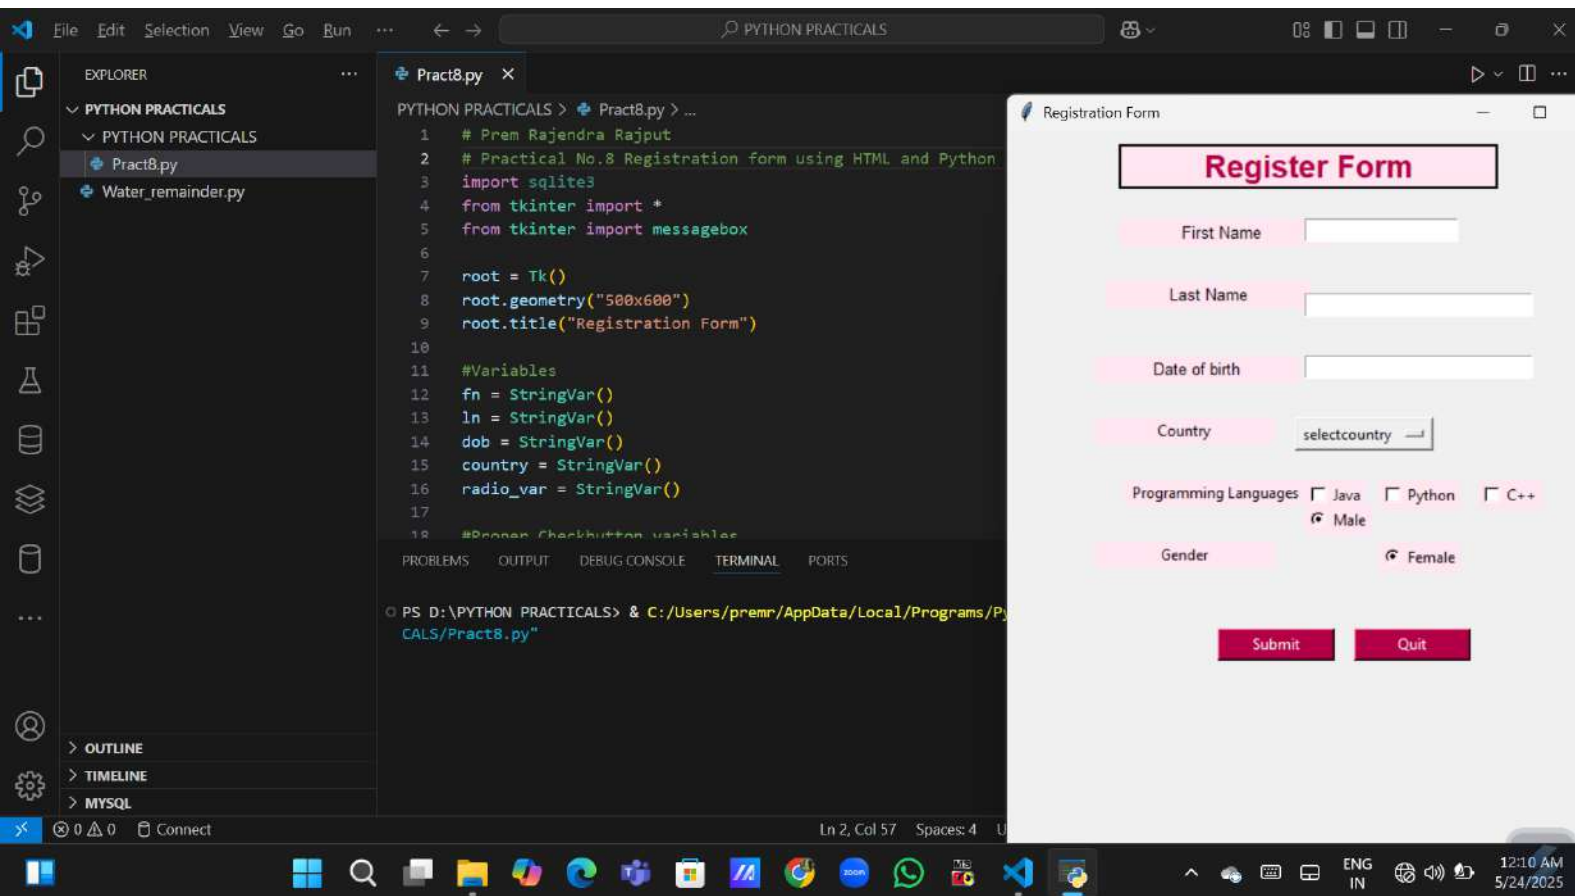 File Edit Selection View Go Run ... PYTHON PRACTICALS
EXPLORER ...
PYTHON PRACTICALS
PYTHON PRACTICALS
Pract8.py
Water_remainder.py
OUTLINE
TIMELINE
MYSQL
Pract8.py
PYTHON PRACTICALS > Pract8.py > ...
1 # Prem Rajendra Rajput
2 # Practical No.8 Registration form using HTML and Python
3 import sqlite3
4 from tkinter import *
5 from tkinter import messagebox
6
7 root = Tk()
8 root.geometry("500x600")
9 root.title("Registration Form")
10
11 #Variables
12 fn = StringVar()
13 ln = StringVar()
14 dob = StringVar()
15 country = StringVar()
16 radio_var = StringVar()
17
18 #Proper Checkbutton variables
PROBLEMS OUTPUT DEBUG CONSOLE TERMINAL PORTS
PS D:\PYTHON PRACTICALS> & C:/Users/premr/AppData/Local/Programs/Py
CALS/Pract8.py"
Registration Form
Register Form
First Name
Last Name
Date of birth
Country selectcountry
Programming Languages Java Python C++
Male
Gender Female
Submit Quit
0 0 Connect Ln 2, Col 57 Spaces: 4 U
zoom
ENG
IN
12:10 AM
5/24/2025